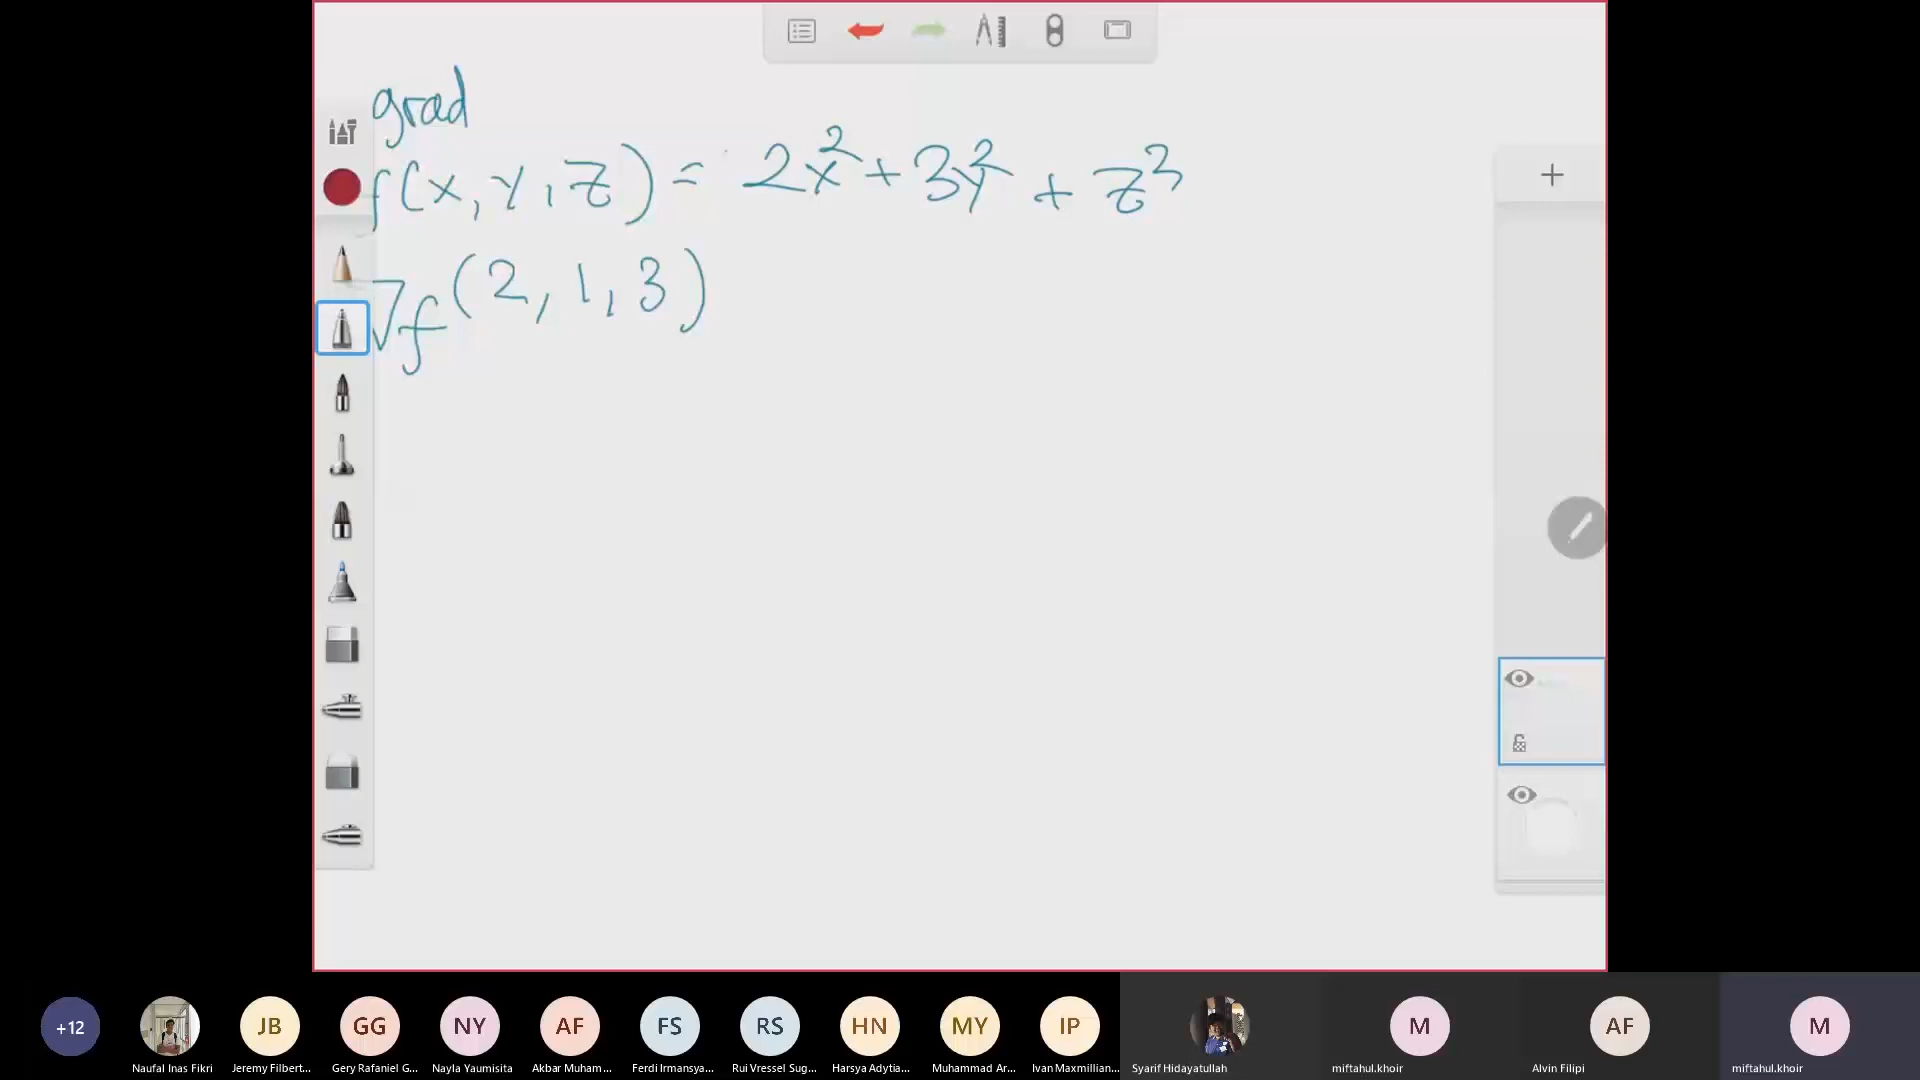 grad
f(x, y, z) = 2x² + 3y² + z²
∇f(2, 1, 3)
+12
JB
GG
NY
AF
FS
RS
HN
MY
IP
M
AF
M
Naufal Inas Fikri
Jeremy Filbert...
Gery Rafaniel G...
Nayla Yaumisita
Akbar Muham...
Ferdi Irmansya...
Rui Vressel Sug...
Harsya Adytia...
Muhammad Ar...
Ivan Maxmillian...
Syarif Hidayatullah
miftahul.khoir
Alvin Filipi
miftahul.khoir